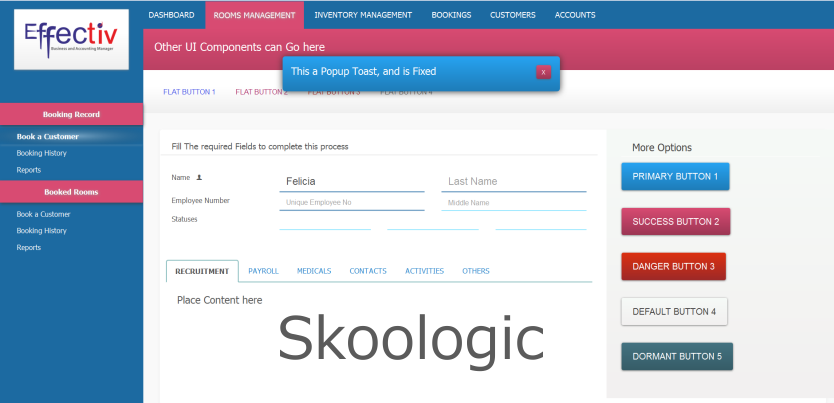 Effectiv
Business and Accounting Manager
DASHBOARD ROOMS MANAGEMENT INVENTORY MANAGEMENT BOOKINGS CUSTOMERS ACCOUNTS
Other UI Components can Go here
This a Popup Toast, and is Fixed X
FLAT BUTTON 1 FLAT BUTTON 2 FLAT BUTTON 3 FLAT BUTTON 4
Booking Record
Book a Customer
Booking History
Reports
Booked Rooms
Book a Customer
Booking History
Reports
Fill The required Fields to complete this process
Name Felicia Last Name
Employee Number Unique Employee No Middle Name
Statuses
RECRUITMENT PAYROLL MEDICALS CONTACTS ACTIVITIES OTHERS
Place Content here
Skoologic
More Options
PRIMARY BUTTON 1
SUCCESS BUTTON 2
DANGER BUTTON 3
DEFAULT BUTTON 4
DORMANT BUTTON 5